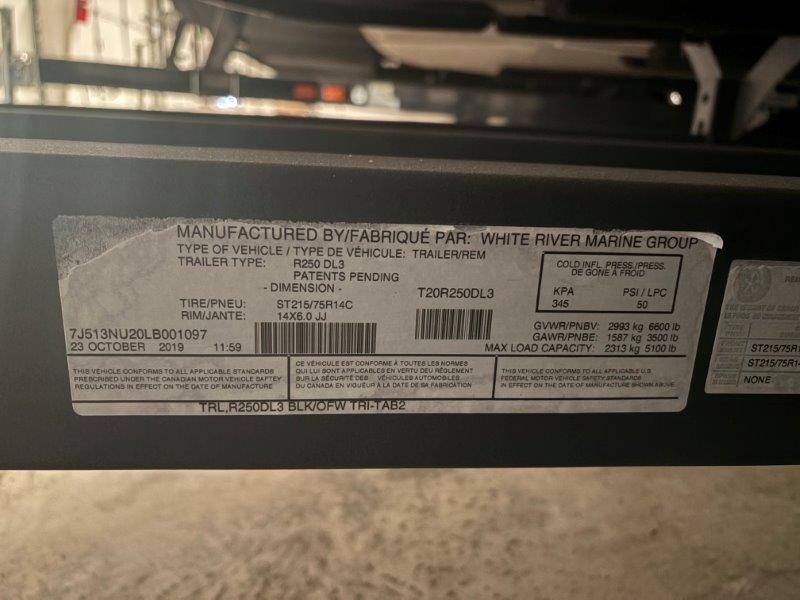 MANUFACTURED BY/FABRIQUÉ PAR: WHITE RIVER MARINE GROUP
TYPE OF VEHICLE / TYPE DE VÉHICULE: TRAILER/REM
TRAILER TYPE: R250 DL3
PATENTS PENDING
- DIMENSION -
T20R250DL3
TIRE/PNEU: ST215/75R14C
RIM/JANTE: 14X6.0 JJ
7J513NU20LB001097
23 OCTOBER 2019 11:59
COLD INFL. PRESS./PRESS.
DE GONE A FROID
KPA PSI / LPC
345 50
GVWR/PNBV: 2993 kg 6600 lb
GAWR/PNBE: 1587 kg 3500 lb
MAX LOAD CAPACITY: 2313 kg 5100 lb
THIS VEHICLE CONFORMS TO ALL APPLICABLE STANDARDS
PRESCRIBED UNDER THE CANADIAN MOTOR VEHICLE SAFTEY
REGULATIONS IN EFFECT ON THE DATE OF MANUFACTURE
CE VÉHICULE EST CONFORME À TOUTES LES NORMES
QUI LUI SONT APPLICABLES EN VERTU DEU RÈGLEMENT
SUR LA SÉCURITÉ DES VÉHICULES AUTOMOBILES
DU CANADA EN VIGUEUR À LA DATE DE SA FABRICATION
THIS VEHICLE CONFORMS TO ALL APPLICABLE U.S.
FEDERAL MOTOR VEHICLE SAFETY STANDARDS
IN EFFECT ON THE DATE OF MANUFACTURE SHOWN ABOVE.
TRL,R250DL3 BLK/OFW TRI-TAB2
ST215/75R1
ST215/75R1
NONE